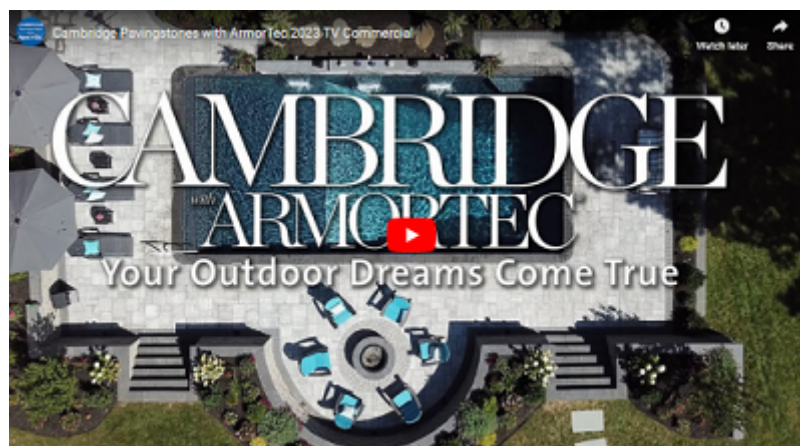 Cambridge Pavingstones with ArmorTec 2023 TV Commercial
Watch later
Share
CAMBRIDGE
ARMORTEC
Your Outdoor Dreams Come True